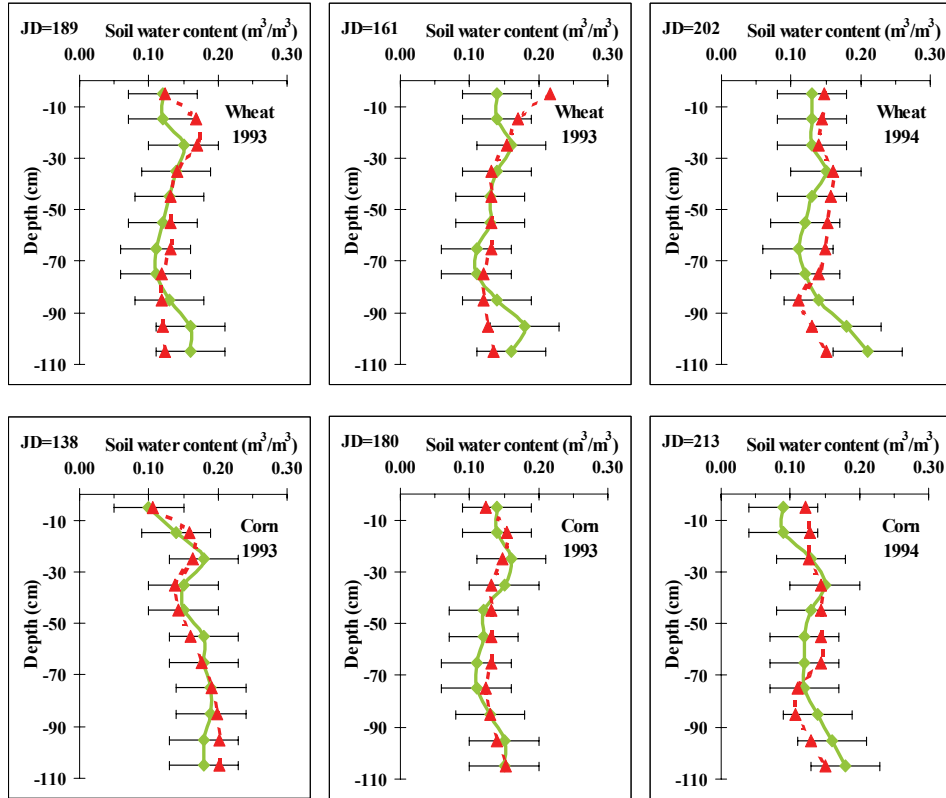 JD=189 Soil water content (m³/m³)
0.00 0.10 0.20 0.30
-10
-30
-50
-70
-90
-110
Depth (cm)
Wheat
1993
JD=161 Soil water content (m³/m³)
0.00 0.10 0.20 0.30
-10
-30
-50
-70
-90
-110
Depth (cm)
Wheat
1993
JD=202 Soil water content (m³/m³)
0.00 0.10 0.20 0.30
-10
-30
-50
-70
-90
-110
Depth (cm)
Wheat
1994
JD=138 Soil water content (m³/m³)
0.00 0.10 0.20 0.30
-10
-30
-50
-70
-90
-110
Depth (cm)
Corn
1993
JD=180 Soil water content (m³/m³)
0.00 0.10 0.20 0.30
-10
-30
-50
-70
-90
-110
Depth (cm)
Corn
1993
JD=213 Soil water content (m³/m³)
0.00 0.10 0.20 0.30
-10
-30
-50
-70
-90
-110
Depth (cm)
Corn
1994